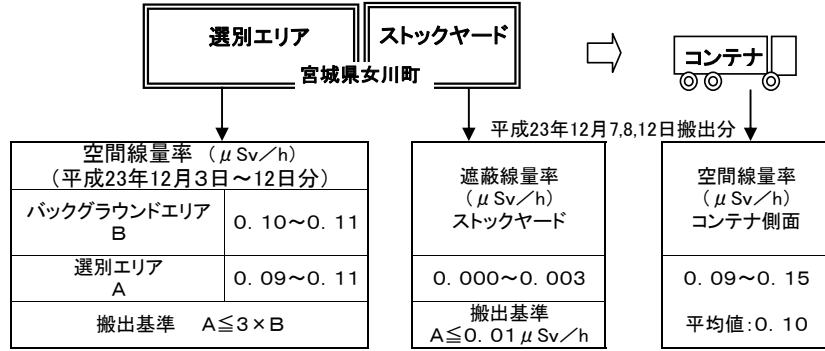 選別エリア
ストックヤード
宮城県女川町
コンテナ
平成23年12月7,8,12日搬出分
空間線量率 (μSv／h)
(平成23年12月3日～12日分)
バックグラウンドエリア
B
0.10～0.11
選別エリア
A
0.09～0.11
搬出基準 A≦3×B
遮蔽線量率
(μSv／h)
ストックヤード
0.000～0.003
搬出基準
A≦0.01μSv／h
空間線量率
(μSv／h)
コンテナ側面
0.09～0.15
平均値：0.10